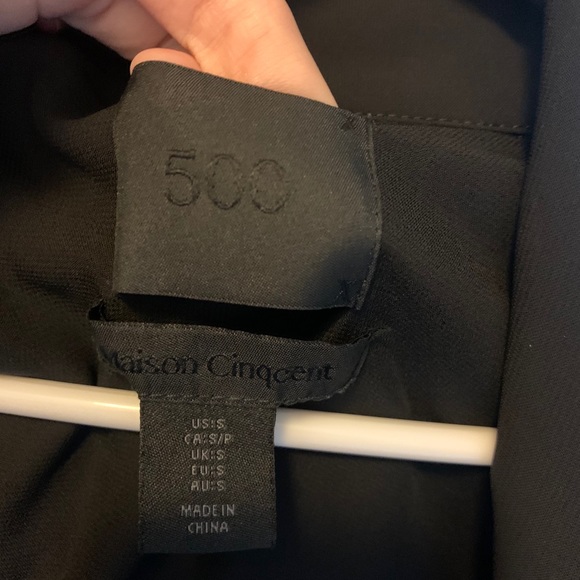 500
Maison Cinqcent
US:S
CA:S/P
UK:S
EU:S
AU:S
MADE IN
CHINA